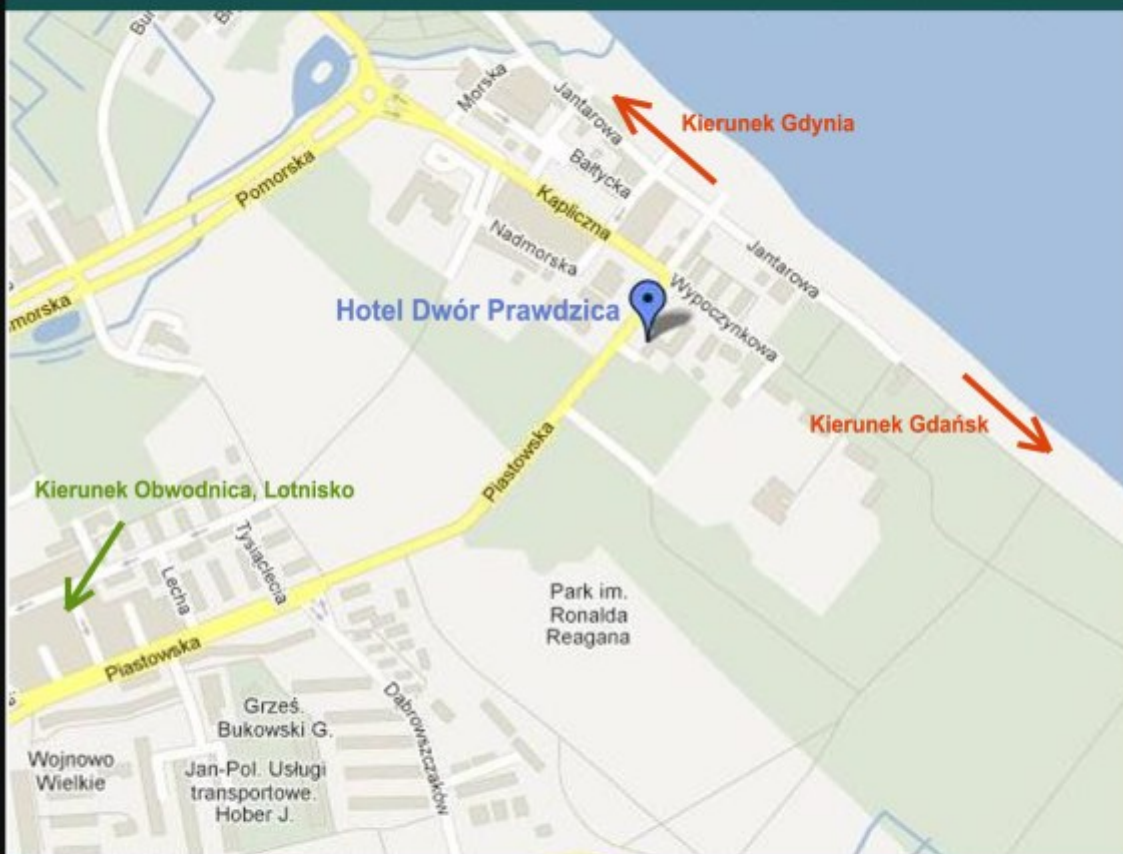 Morska
Jantarowa
Kierunek Gdynia
Pomorska
Bałtycka
Kapliczna
Nadmorska
Jantarowa
Wypoczynkowa
Hotel Dwór Prawdzica
morska
Kierunek Gdańsk
Piastowska
Kierunek Obwodnica, Lotnisko
Tysiąclecia
Lecha
Park im.
Ronalda
Reagana
Piastowska
Dąbrowszczaków
Grześ.
Bukowski G.
Wojnowo
Wielkie
Jan-Pol. Usługi
transportowe.
Hober J.